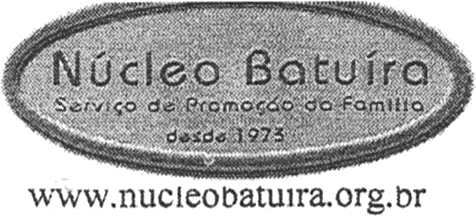 Núcleo Batuíra
Serviço de Promoção da Família
desde 1973
www.nucleobatuira.org.br